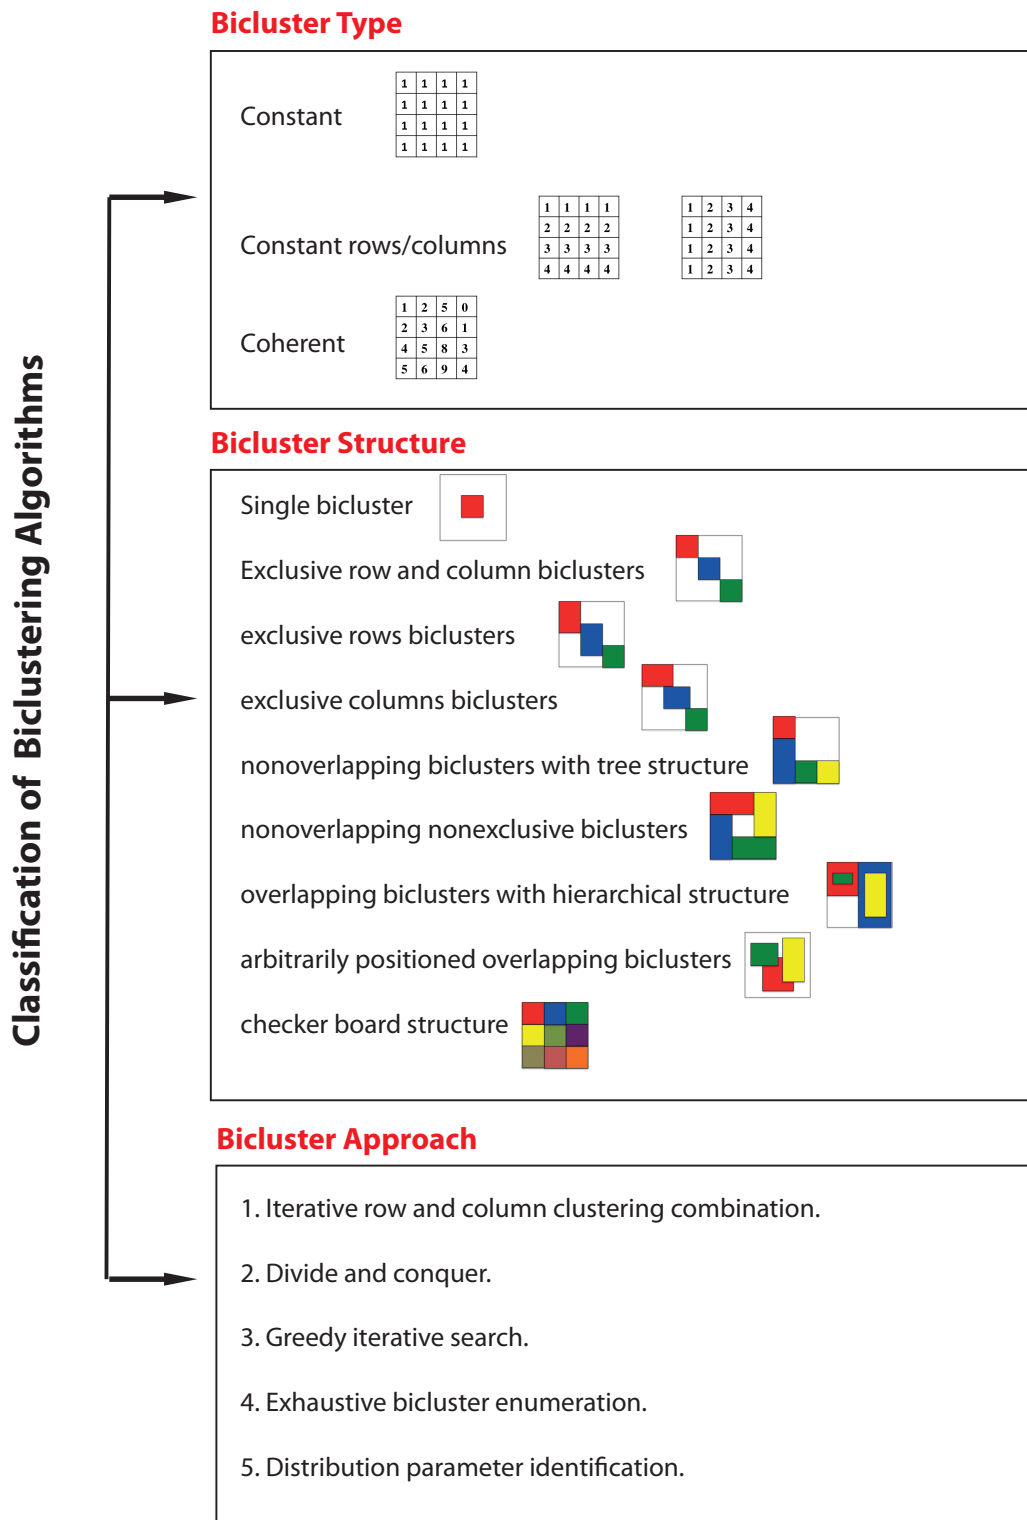 Classification of Biclustering Algorithms
Bicluster Type
Constant
1 1 1 1
1 1 1 1
1 1 1 1
1 1 1 1
Constant rows/columns
1 1 1 1
2 2 2 2
3 3 3 3
4 4 4 4
1 2 3 4
1 2 3 4
1 2 3 4
1 2 3 4
Coherent
1 2 5 0
2 3 6 1
4 5 8 3
5 6 9 4
Bicluster Structure
Single bicluster
Exclusive row and column biclusters
exclusive rows biclusters
exclusive columns biclusters
nonoverlapping biclusters with tree structure
nonoverlapping nonexclusive biclusters
overlapping biclusters with hierarchical structure
arbitrarily positioned overlapping biclusters
checker board structure
Bicluster Approach
1. Iterative row and column clustering combination.
2. Divide and conquer.
3. Greedy iterative search.
4. Exhaustive bicluster enumeration.
5. Distribution parameter identification.